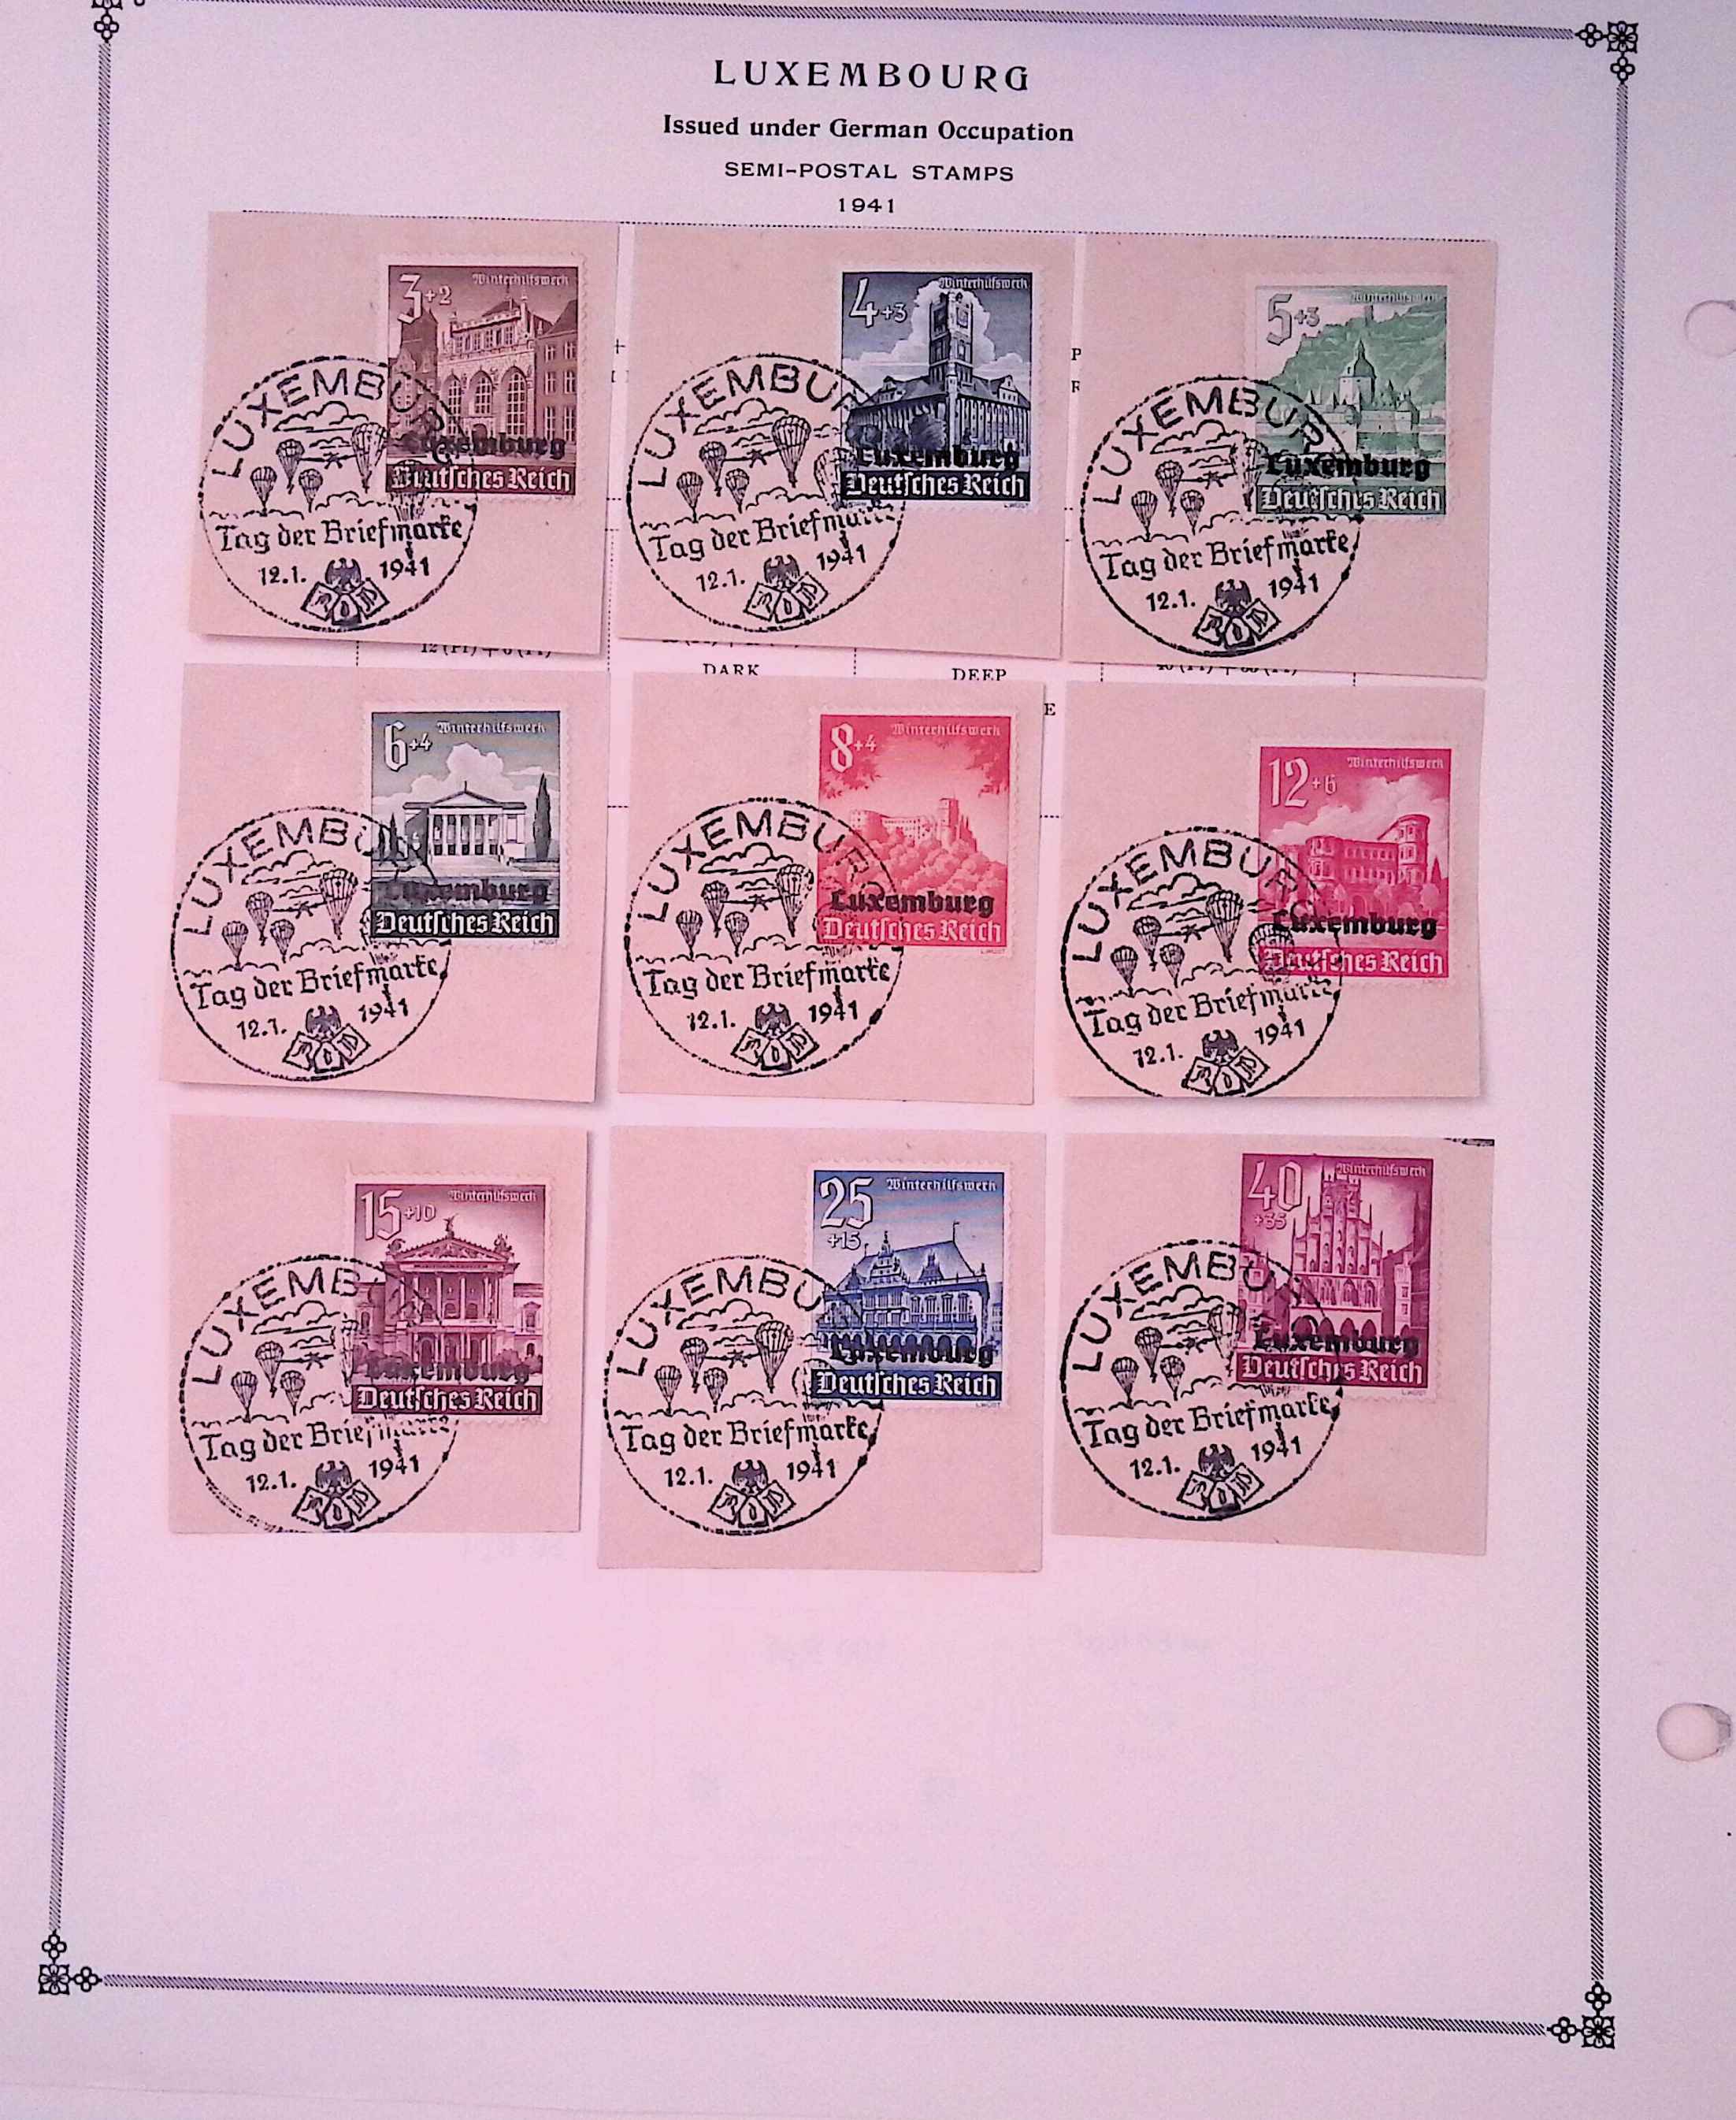 LUXEMBOURG
Issued under German Occupation
SEMI-POSTAL STAMPS
1941
3+2 Winterhilfswerk
Luxemburg
Deutsches Reich
LUXEMBURG
Tag der Briefmarke
12.1. 1941
4+3 Winterhilfswerk
Luxemburg
Deutsches Reich
LUXEMBUR
Tag der Briefmarke
12.1. 1941
5+3 Winterhilfswerk
Luxemburg
Deutsches Reich
LUXEMBUR
Tag der Briefmarke
12.1. 1941
P
R
DARK
DEEP
E
6+4 Winterhilfswerk
Luxemburg
Deutsches Reich
LUXEMBU
Tag der Briefmarke
12.1. 1941
8+4 Winterhilfswerk
Luxemburg
Deutsches Reich
LUXEMBURG
Tag der Briefmarke
12.1. 1941
12+6 Winterhilfswerk
Luxemburg
Deutsches Reich
LUXEMBURG
Tag der Briefmarke
12.1. 1941
15+10 Winterhilfswerk
Luxemburg
Deutsches Reich
LUXEMB
Tag der Briefmarke
12.1. 1941
25 Winterhilfswerk
+15
Luxemburg
Deutsches Reich
LUXEMBU
Tag der Briefmarke
12.1. 1941
40 Winterhilfswerk
+35
Luxemburg
Deutsches Reich
LUXEMBUR
Tag der Briefmarke
12.1. 1941